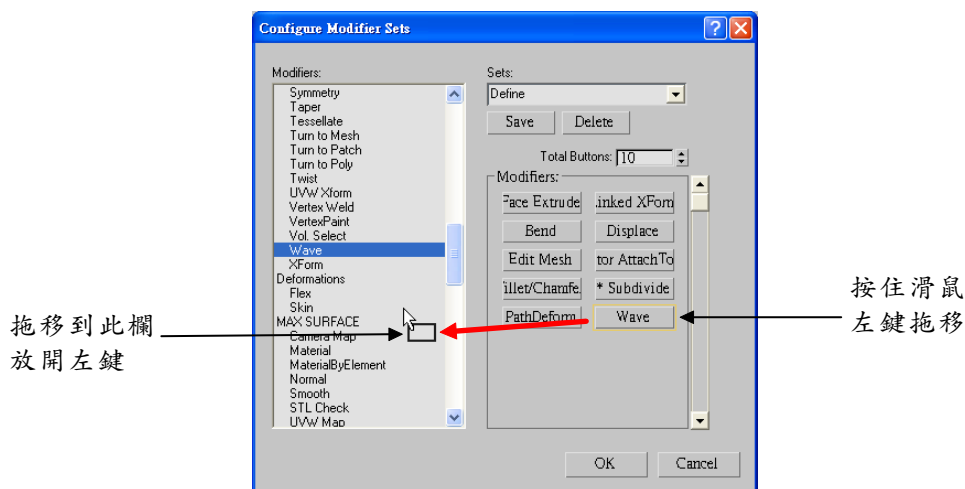 Configure Modifier Sets
Modifiers:
Symmetry
Taper
Tessellate
Turn to Mesh
Turn to Patch
Turn to Poly
Twist
UVW Xform
Vertex Weld
VertexPaint
Vol. Select
Wave
XForm
Deformations
Flex
Skin
MAX SURFACE
Camera Map
Material
MaterialByElement
Normal
Smooth
STL Check
UVW Map
Sets:
Define
Save Delete
Total Buttons: 10
Modifiers:
Face Extrude .inked XForm
Bend Displace
Edit Mesh tor AttachTo
illet/Chamfe. * Subdivide
PathDeform Wave
OK Cancel
拖移到此欄
放開左鍵
按住滑鼠
左鍵拖移